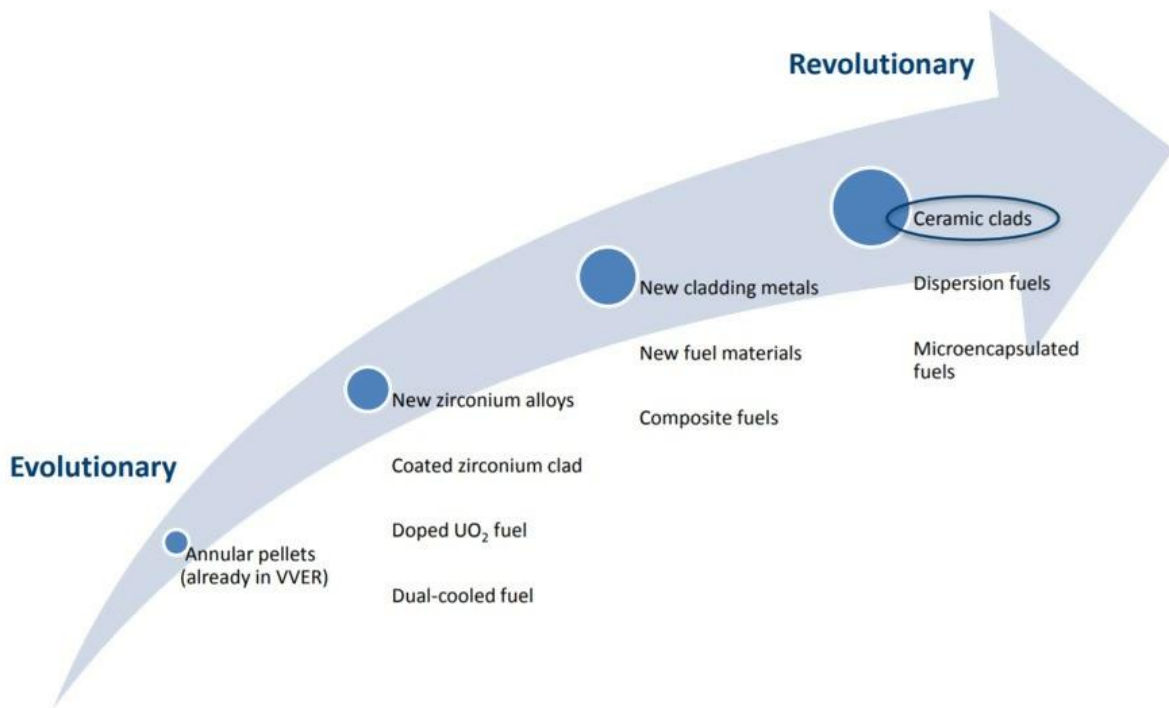 Revolutionary
Ceramic clads
Dispersion fuels
Microencapsulated
fuels
New cladding metals
New fuel materials
Composite fuels
New zirconium alloys
Coated zirconium clad
Doped UO₂ fuel
Dual-cooled fuel
Evolutionary
Annular pellets
(already in VVER)